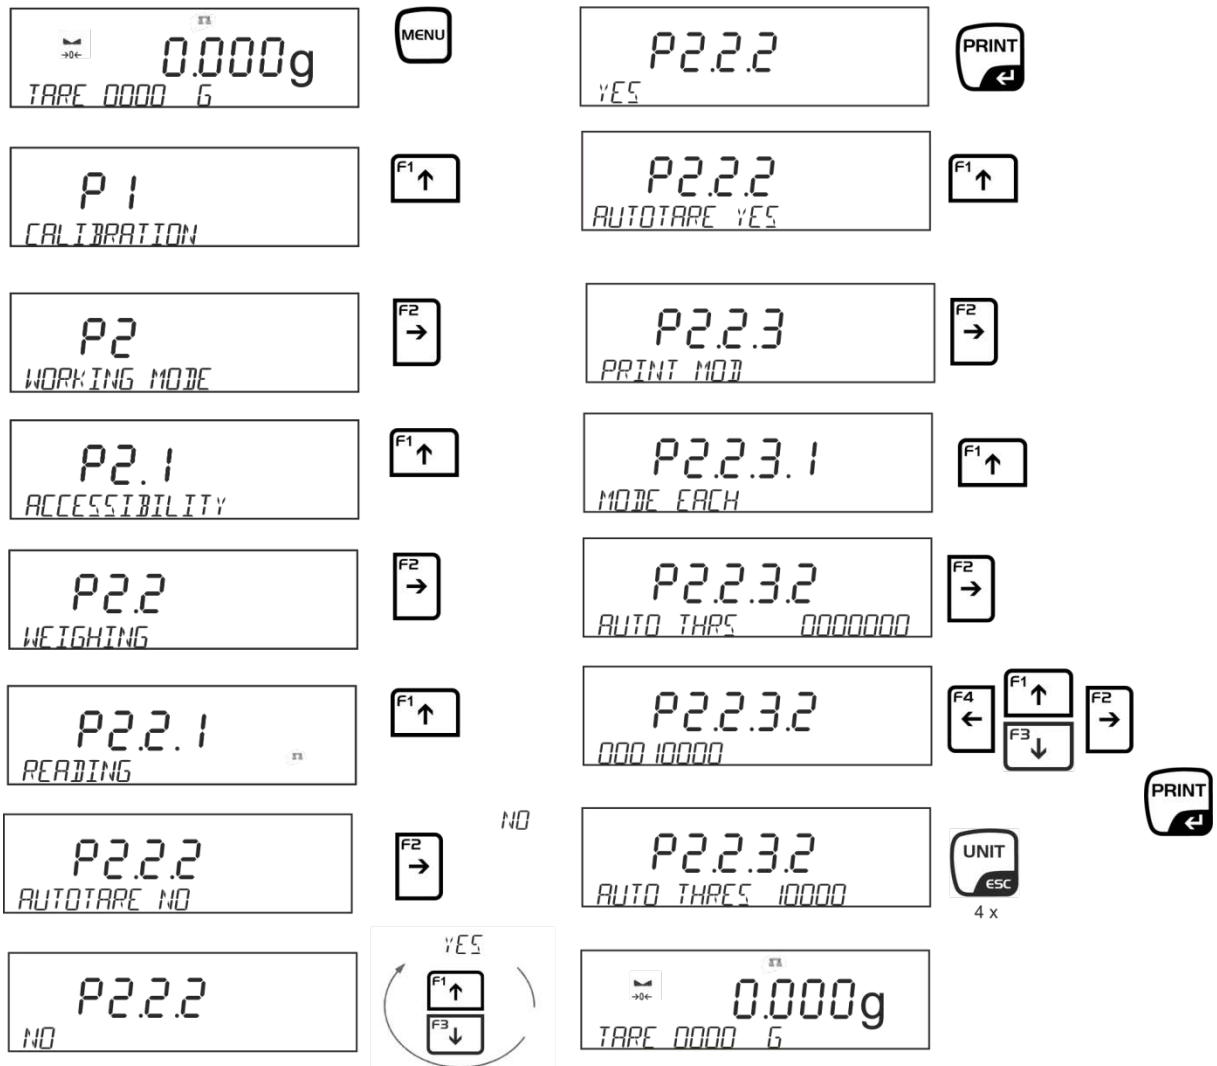 0.000g
TARE 0000 G
MENU
P1
CALIBRATION
F1
P2
WORKING MODE
F2
P2.1
ACCESSIBILITY
F1
P2.2
WEIGHING
F2
P2.2.1
READING
F1
P2.2.2
AUTOTARE NO
F2
NO
P2.2.2
NO
YES
F1
F3
P2.2.2
YES
PRINT
P2.2.2
AUTOTARE YES
F1
P2.2.3
PRINT MOD
F2
P2.2.3.1
MODE EACH
F1
P2.2.3.2
AUTO THRS 0000000
F2
P2.2.3.2
00010000
F4
F1
F3
F2
PRINT
P2.2.3.2
AUTO THRES 10000
UNIT
ESC
4 x
→0←
0.000g
TARE 0000 G